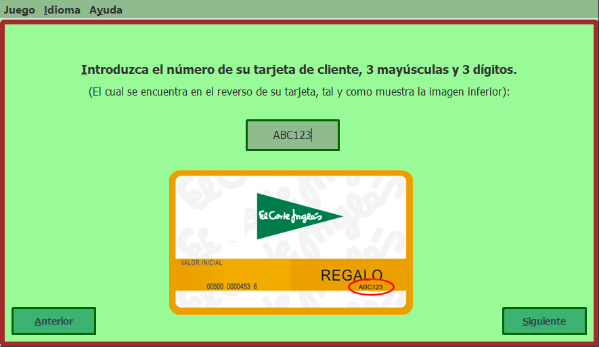 Juego Idioma Ayuda
Introduzca el número de su tarjeta de cliente, 3 mayúsculas y 3 dígitos.
(El cual se encuentra en el reverso de su tarjeta, tal y como muestra la imagen inferior):
ABC123
El Corte Inglés
VALOR INICIAL
REGALO
00500 0000453 6
ABC123
Anterior
Siguiente